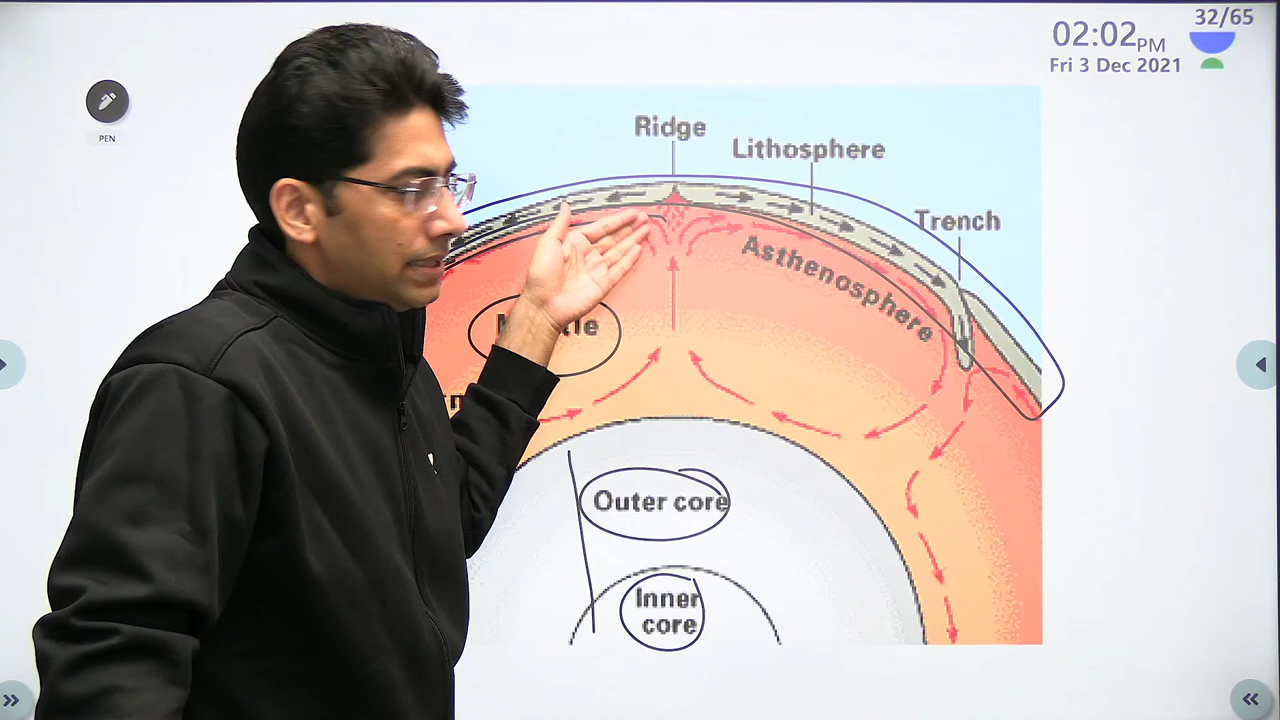 32/65
02:02PM
Fri 3 Dec 2021
PEN
Ridge
Lithosphere
Trench
Asthenosphere
Outer core
Inner
core